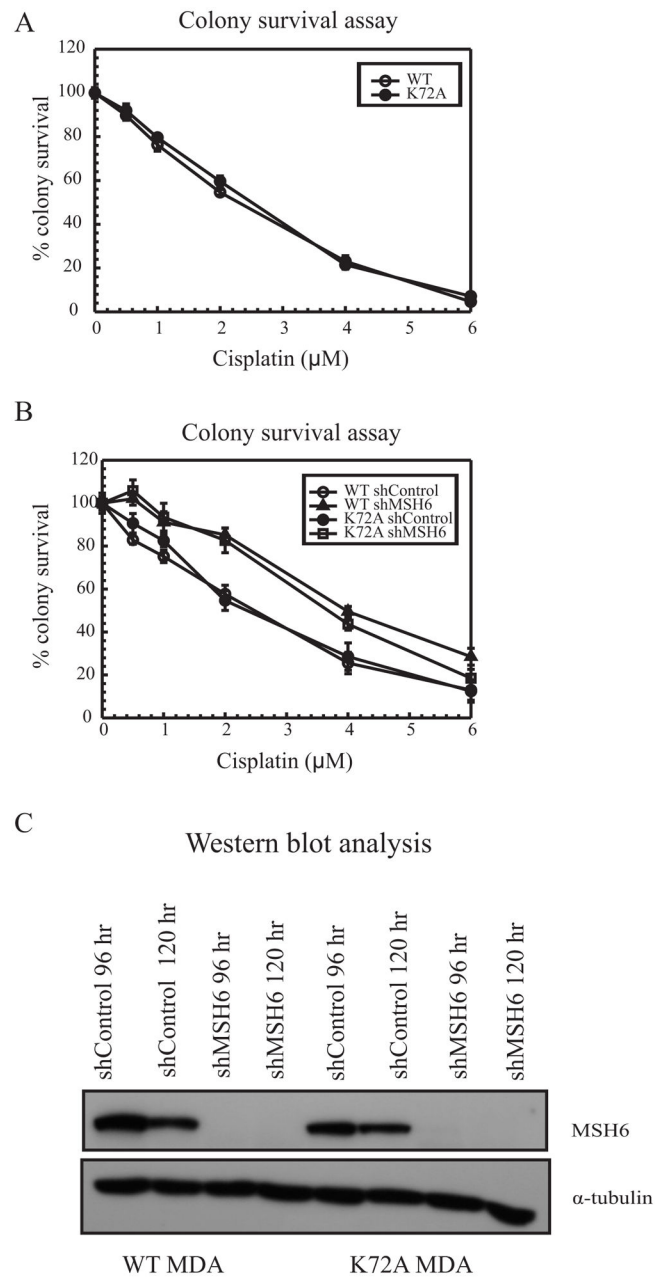 A
Colony survival assay
120
100
80
60
40
20
0
% colony survival
WT
K72A
0 1 2 3 4 5 6
Cisplatin (µM)
B
Colony survival assay
120
100
80
60
40
20
0
% colony survival
WT shControl
WT shMSH6
K72A shControl
K72A shMSH6
0 1 2 3 4 5 6
Cisplatin (µM)
C
Western blot analysis
shControl 96 hr
shControl 120 hr
shMSH6 96 hr
shMSH6 120 hr
shControl 96 hr
shControl 120 hr
shMSH6 96 hr
shMSH6 120 hr
MSH6
α-tubulin
WT MDA
K72A MDA